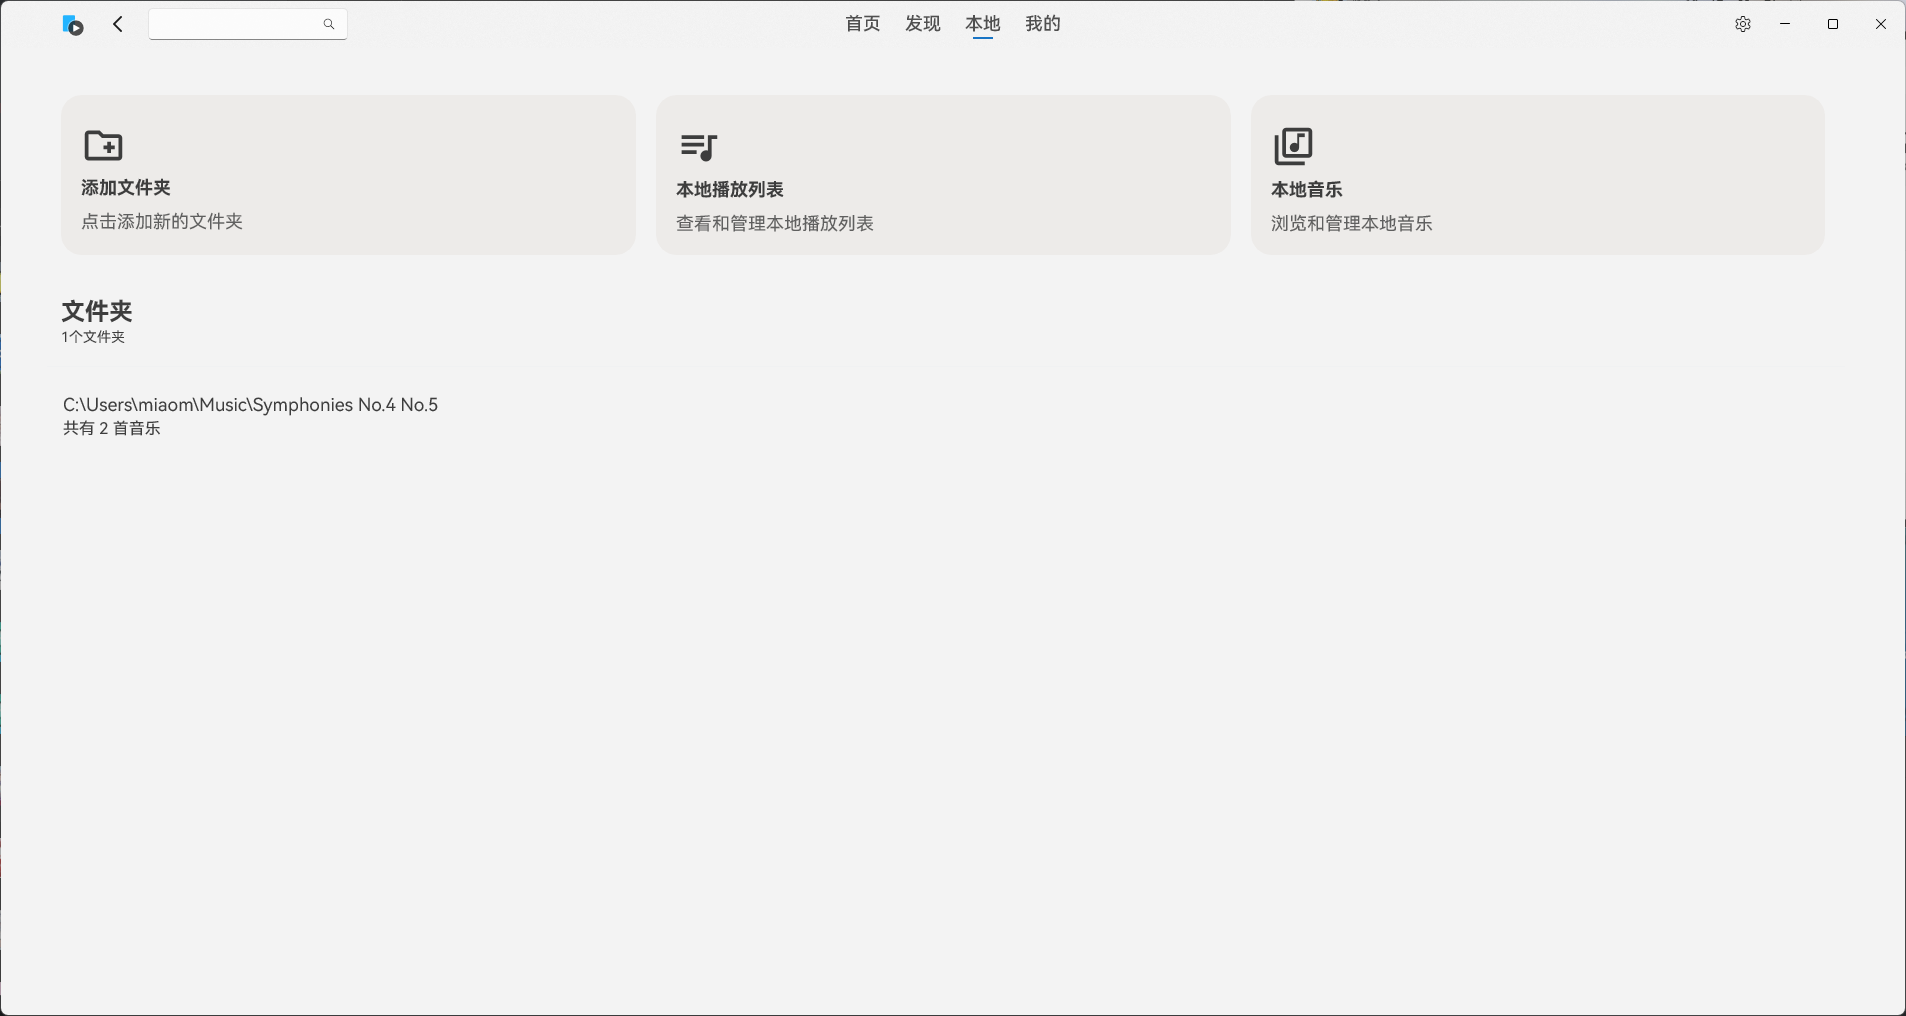 首页 发现 本地 我的
添加文件夹
点击添加新的文件夹
本地播放列表
查看和管理本地播放列表
本地音乐
浏览和管理本地音乐
文件夹
1个文件夹
C:\Users\miaom\Music\Symphonies No.4 No.5
共有 2 首音乐